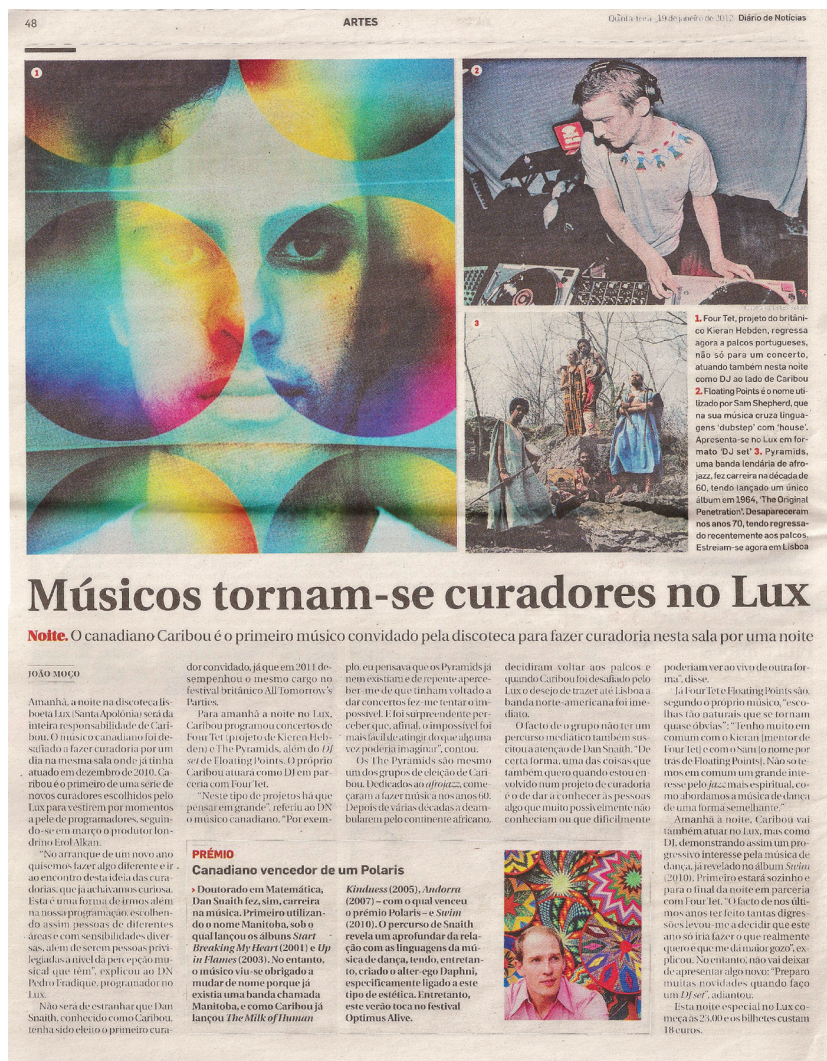 48
ARTES
Quinta-feira, 19 de janeiro de 2012 Diário de Notícias
1
2
3
1. Four Tet, projeto do britâni-
co Kieran Hebden, regressa
agora a palcos portugueses,
não só para um concerto,
atuando também nesta noite
como DJ ao lado de Caribou
2. Floating Points é o nome uti-
lizado por Sam Shepherd, que
na sua música cruza lingua-
gens 'dubstep' com 'house'.
Apresenta-se no Lux em for-
mato 'DJ set' 3. Pyramids,
uma banda lendária de afro-
jazz, fez carreira na década de
60, tendo lançado um único
álbum em 1964, 'The Original
Penetration'. Desapareceram
nos anos 70, tendo regressa-
do recentemente aos palcos.
Estreiam-se agora em Lisboa
Músicos tornam-se curadores no Lux
Noite. O canadiano Caribou é o primeiro músico convidado pela discoteca para fazer curadoria nesta sala por uma noite
JOÃO MOÇO
Amanhã, a noite na discoteca lis-
boeta Lux (Santa Apolónia) será da
inteira responsabilidade de Cari-
bou. O músico canadiano foi de-
safiado a fazer curadoria por um
dia na mesma sala onde já tinha
atuado em dezembro de 2010. Ca-
ribou é o primeiro de uma série de
novos curadores escolhidos pelo
Lux para vestirem por momentos
a pele de programadores, seguin-
do-se em março o produtor lon-
drino Erol Alkan.
"No arranque de um novo ano
quisemos fazer algo diferente e ir
ao encontro desta ideia das cura-
dorias, que já achávamos curiosa.
Esta é uma forma de irmos além
na nossa programação, escolhen-
do assim pessoas de diferentes
áreas e com sensibilidades diver-
sas, além de serem pessoas privi-
legiadas a nível da percepção mu-
sical que têm", explicou ao DN
Pedro Fradique, programador no
Lux.
Não será de estranhar que Dan
Snaith, conhecido como Caribou,
tenha sido eleito o primeiro cura-
dor convidado, já que em 2011 de-
sempenhou o mesmo cargo no
festival britânico All Tomorrow's
Parties.
Para amanhã à noite no Lux,
Caribou programou concertos de
Four Tet (projeto de Kieren Heb-
den) e The Pyramids, além do DJ
set de Floating Points. O próprio
Caribou atuará como DJ em par-
ceria com Four Tet.
"Neste tipo de projetos há que
pensar em grande", referiu ao DN
o músico canadiano. "Por exem-
plo, eu pensava que os Pyramids já
nem existiam e de repente aperce-
ber-me de que tinham voltado a
dar concertos fez-me tentar o im-
possível. E foi surpreendente per-
ceber que, afinal, o impossível foi
mais fácil de atingir do que alguma
vez poderia imaginar", contou.
Os The Pyramids são mesmo
um dos grupos de eleição de Cari-
bou. Dedicados ao afrojazz, come-
çaram a fazer música nos anos 60.
Depois de várias décadas a deam-
bularem pelo continente africano,
decidiram voltar aos palcos e
quando Caribou foi desafiado pelo
Lux o desejo de trazer até Lisboa a
banda norte-americana foi ime-
diato.
O facto de o grupo não ter um
percurso mediático também sus-
citou a atenção de Dan Snaith. "De
certa forma, uma das coisas que
também quero quando estou en-
volvido num projeto de curadoria
é o de dar a conhecer às pessoas
algo que muito possivelmente não
conheciam ou que dificilmente
poderiam ver ao vivo de outra for-
ma", disse.
Já Four Tet e Floating Points são,
segundo o próprio músico, "esco-
lhas tão naturais que se tornam
quase óbvias": "Tenho muito em
comum com o Kieran [mentor de
Four Tet] e com o Sam [o nome por
trás de Floating Points]. Não só te-
mos em comum um grande inte-
resse pelo jazz mais espiritual, co-
mo abordamos a música de dança
de uma forma semelhante."
Amanhã à noite, Caribou vai
também atuar no Lux, mas como
DJ, demonstrando assim um pro-
gressivo interesse pela música de
dança, já revelado no álbum Swim
(2010). Primeiro estará sozinho e
para o final da noite em parceria
com Four Tet. "O facto de nos úl-
timos anos ter feito tantas digres-
sões levou-me a decidir que este
ano só iria fazer o que realmente
quero e que me dá maior gozo", ex-
plicou. No entanto, não vai deixar
de apresentar algo novo: "Preparo
muitas novidades quando faço
um DJ set", adiantou.
Esta noite especial no Lux co-
meça às 23.00 e os bilhetes custam
18 euros.
PRÉMIO
Canadiano vencedor de um Polaris
› Doutorado em Matemática,
Dan Snaith fez, sim, carreira
na música. Primeiro utilizan-
do o nome Manitoba, sob o
qual lançou os álbuns Start
Breaking My Heart (2001) e Up
in Flames (2003). No entanto,
o músico viu-se obrigado a
mudar de nome porque já
existia uma banda chamada
Manitoba, e como Caribou já
lançou The Milk of Human
Kindness (2005), Andorra
(2007) – com o qual venceu
o prémio Polaris – e Swim
(2010). O percurso de Snaith
revela um aprofundar da rela-
ção com as linguagens da mú-
sica de dança, tendo, entretan-
to, criado o alter-ego Daphni,
especificamente ligado a este
tipo de estética. Entretanto,
este verão toca no festival
Optimus Alive.